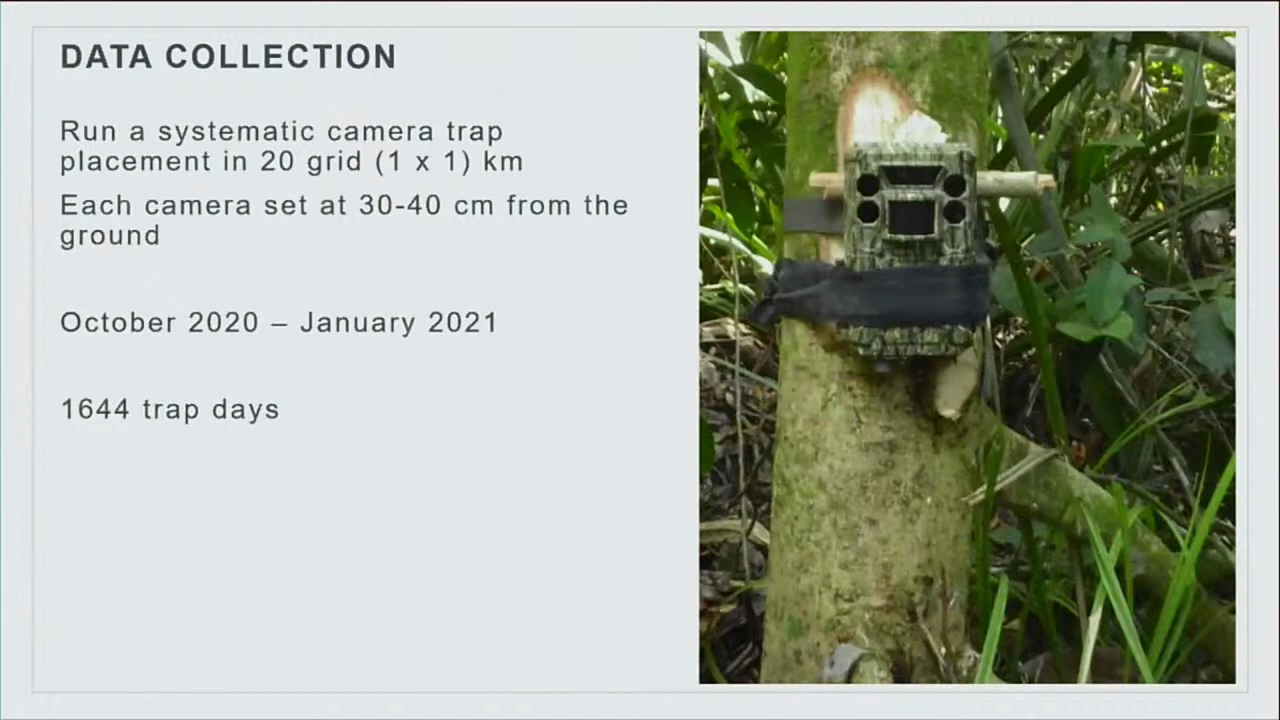 DATA COLLECTION
Run a systematic camera trap
placement in 20 grid (1 x 1) km
Each camera set at 30-40 cm from the
ground
October 2020 – January 2021
1644 trap days